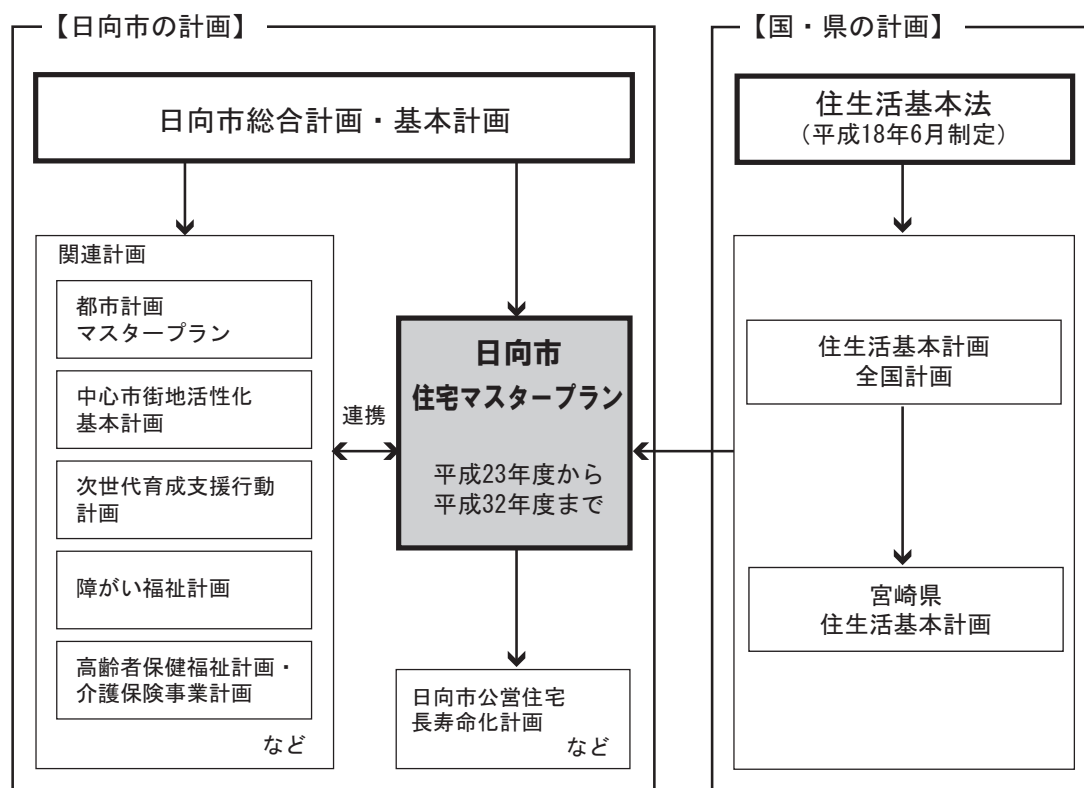 【日向市の計画】
日向市総合計画・基本計画
関連計画
都市計画
マスタープラン
中心市街地活性化
基本計画
次世代育成支援行動
計画
障がい福祉計画
高齢者保健福祉計画・
介護保険事業計画
など
連携
日向市
住宅マスタープラン
平成23年度から
平成32年度まで
日向市公営住宅
長寿命化計画
など
【国・県の計画】
住生活基本法
（平成18年6月制定）
住生活基本計画
全国計画
宮崎県
住生活基本計画